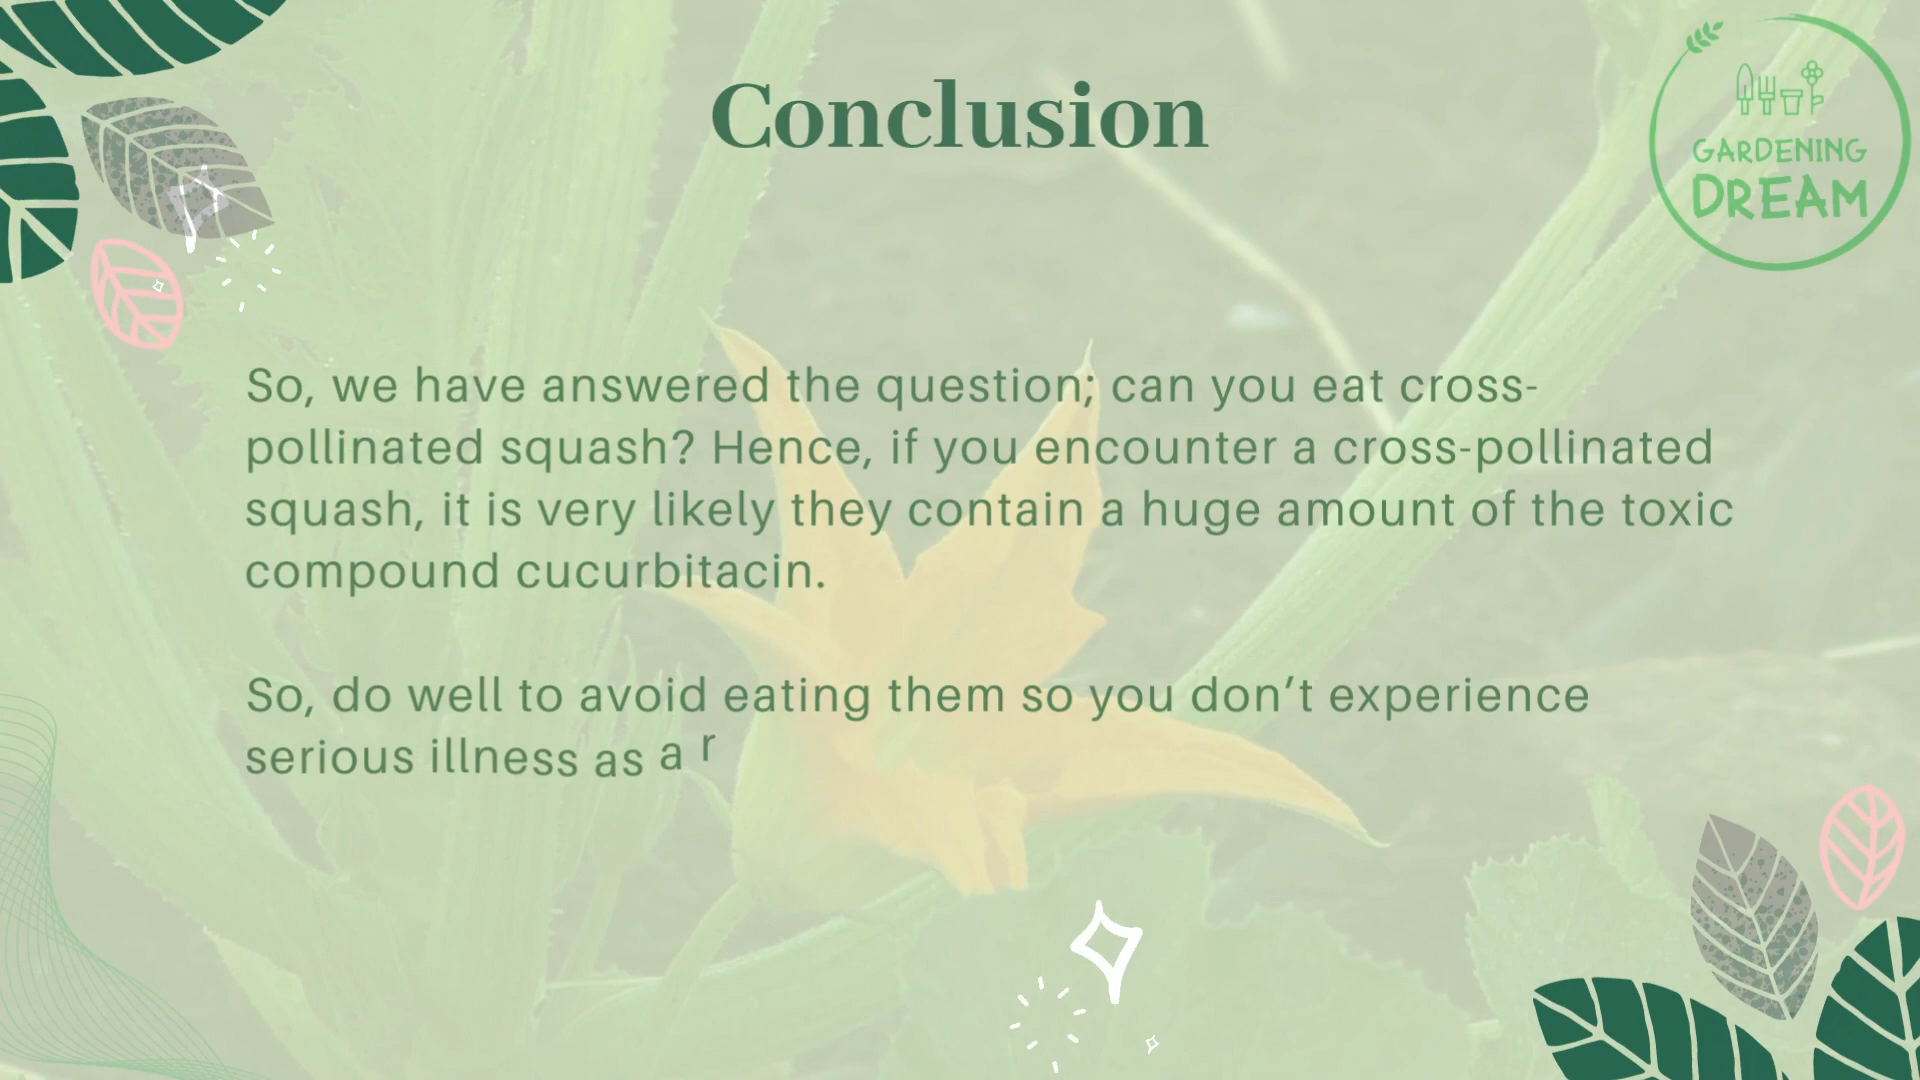 Conclusion
GARDENING
DREAM
So, we have answered the question; can you eat cross-
pollinated squash? Hence, if you encounter a cross-pollinated
squash, it is very likely they contain a huge amount of the toxic
compound cucurbitacin.
So, do well to avoid eating them so you don’t experience
serious illness as a r